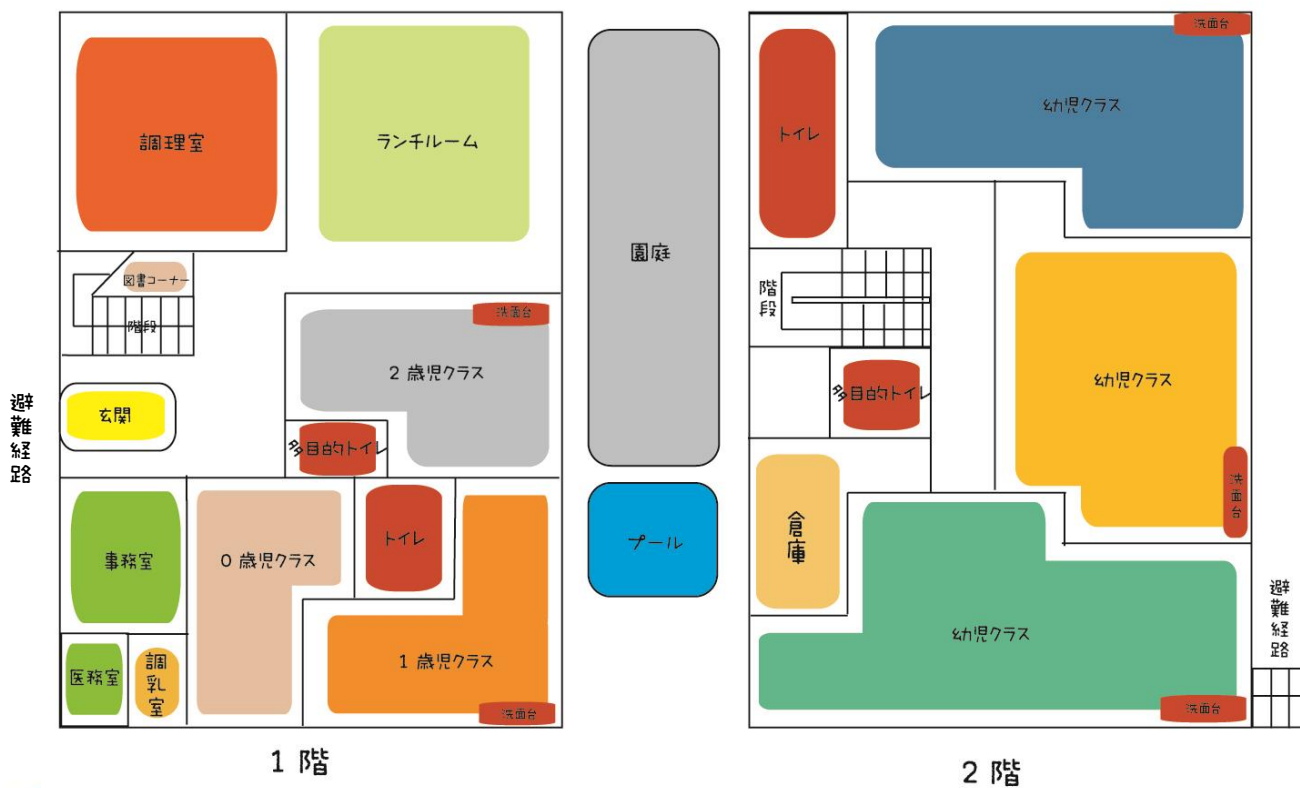 調理室
ランチルーム
図書コーナー
階段
洗面台
2歳児クラス
避難経路
玄関
多目的トイレ
事務室
0歳児クラス
トイレ
医務室
調乳室
1歳児クラス
洗面台
1階
園庭
プール
洗面台
トイレ
幼児クラス
階段
多目的トイレ
幼児クラス
洗面台
倉庫
幼児クラス
避難経路
洗面台
2階